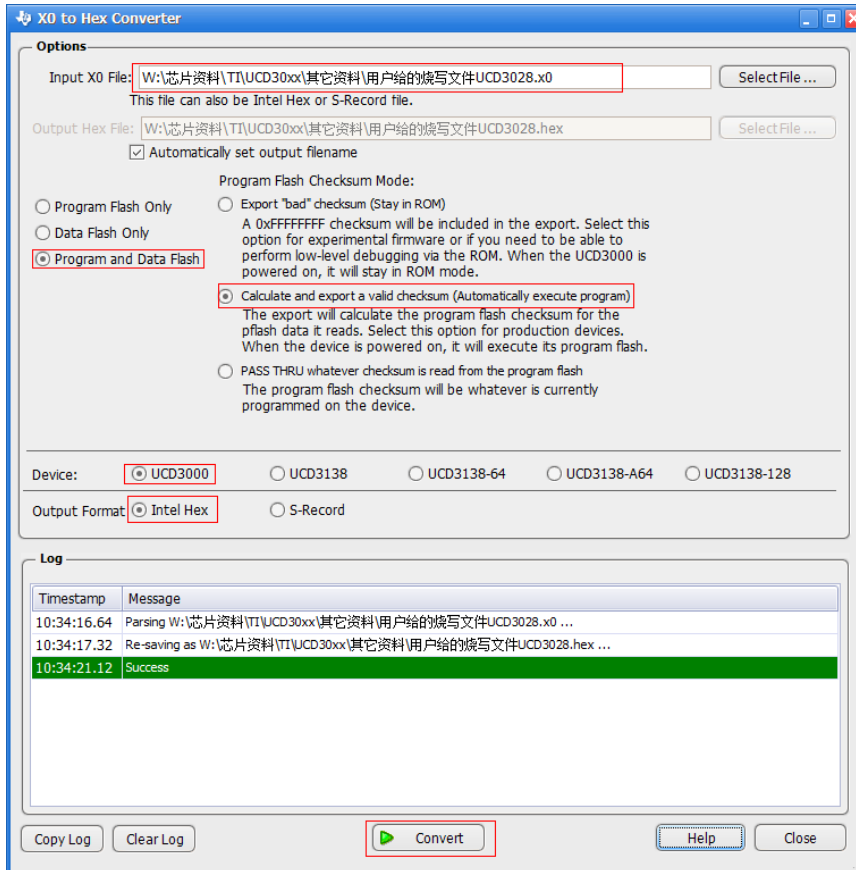 X0 to Hex Converter
Options
Input X0 File: W:\芯片资料\TI\UCD30xx\其它资料\用户给的烧写文件UCD3028.x0 Select File ...
This file can also be Intel Hex or S-Record file.
Output Hex File: W:\芯片资料\TI\UCD30xx\其它资料\用户给的烧写文件UCD3028.hex Select File ...
Automatically set output filename
Program Flash Checksum Mode:
Program Flash Only
Data Flash Only
Program and Data Flash
Export "bad" checksum (Stay in ROM)
A 0xFFFFFFFF checksum will be included in the export. Select this
option for experimental firmware or if you need to be able to
perform low-level debugging via the ROM. When the UCD3000 is
powered on, it will stay in ROM mode.
Calculate and export a valid checksum (Automatically execute program)
The export will calculate the program flash checksum for the
pflash data it reads. Select this option for production devices.
When the device is powered on, it will execute its program flash.
PASS THRU whatever checksum is read from the program flash
The program flash checksum will be whatever is currently
programmed on the device.
Device: UCD3000 UCD3138 UCD3138-64 UCD3138-A64 UCD3138-128
Output Format Intel Hex S-Record
Log
Timestamp Message
10:34:16.64 Parsing W:\芯片资料\TI\UCD30xx\其它资料\用户给的烧写文件UCD3028.x0 ...
10:34:17.32 Re-saving as W:\芯片资料\TI\UCD30xx\其它资料\用户给的烧写文件UCD3028.hex ...
10:34:21.12 Success
Copy Log Clear Log Convert Help Close